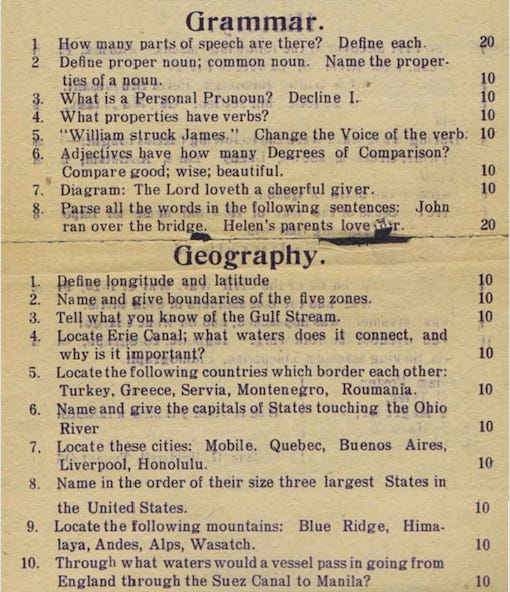 Grammar.
1 How many parts of speech are there? Define each. 20
2 Define proper noun; common noun. Name the proper-
ties of a noun. 10
3. What is a Personal Pronoun? Decline I. 10
4. What properties have verbs? 10
5. "William struck James." Change the Voice of the verb. 10
6. Adjectives have how many Degrees of Comparison?
Compare good; wise; beautiful. 10
7. Diagram: The Lord loveth a cheerful giver. 10
8. Parse all the words in the following sentences: John
ran over the bridge. Helen's parents love 20
Geography.
1. Define longitude and latitude 10
2. Name and give boundaries of the five zones. 10
3. Tell what you know of the Gulf Stream. 10
4. Locate Erie Canal; what waters does it connect, and
why is it important? 10
5. Locate the following countries which border each other:
Turkey, Greece, Servia, Montenegro, Roumania. 10
6. Name and give the capitals of States touching the Ohio
River 10
7. Locate these cities: Mobile. Quebec, Buenos Aires,
Liverpool, Honolulu. 10
8. Name in the order of their size three largest States in
the United States. 10
9. Locate the following mountains: Blue Ridge, Hima-
laya, Andes, Alps, Wasatch. 10
10. Through what waters would a vessel pass in going from
England through the Suez Canal to Manila? 10